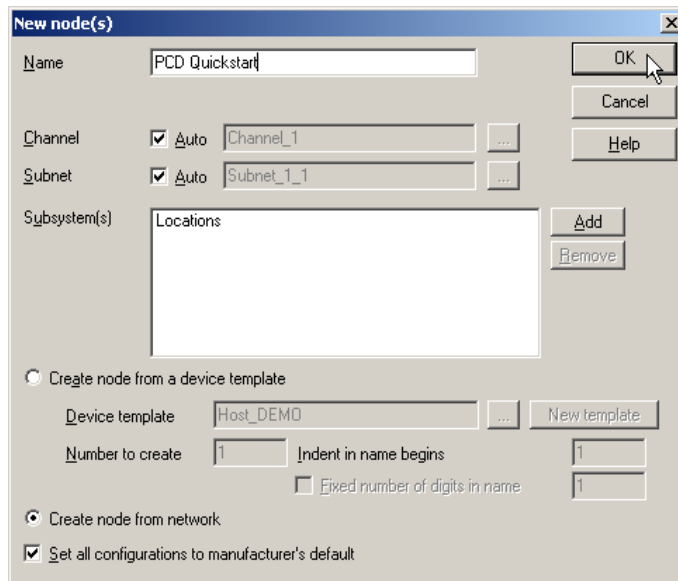 New node(s)
Name PCD Quickstart OK
Cancel
Channel Auto Channel_1 ... Help
Subnet Auto Subnet_1_1 ...
Subsystem(s) Locations Add
Remove
Create node from a device template
Device template Host_DEMO ... New template
Number to create 1 Indent in name begins 1
Fixed number of digits in name 1
Create node from network
Set all configurations to manufacturer's default